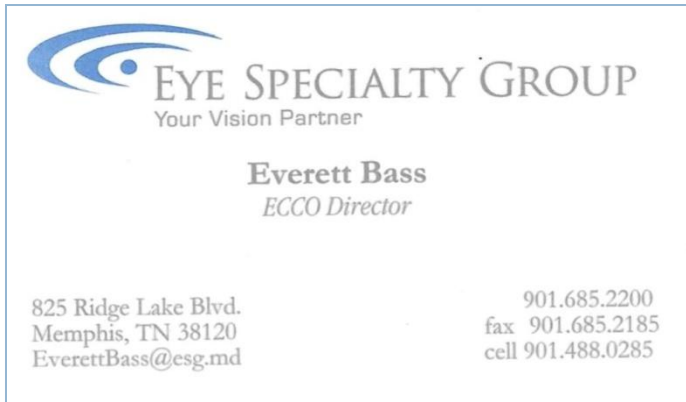 EYE SPECIALTY GROUP
Your Vision Partner
Everett Bass
ECCO Director
825 Ridge Lake Blvd.
Memphis, TN 38120
EverettBass@esg.md
901.685.2200
fax 901.685.2185
cell 901.488.0285